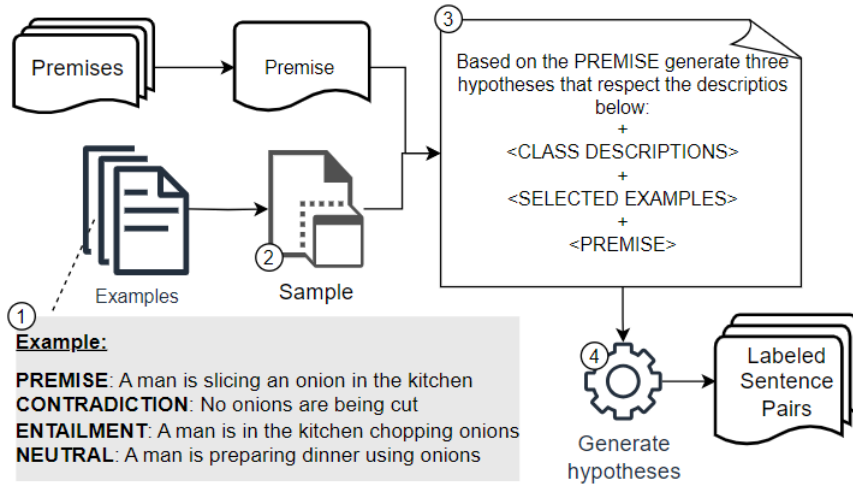 Premises
Premise
3
Based on the PREMISE generate three
hypotheses that respect the descriptios
below:
+
<CLASS DESCRIPTIONS>
+
<SELECTED EXAMPLES>
+
<PREMISE>
Examples
2
Sample
1
Example:
PREMISE: A man is slicing an onion in the kitchen
CONTRADICTION: No onions are being cut
ENTAILMENT: A man is in the kitchen chopping onions
NEUTRAL: A man is preparing dinner using onions
4
Generate
hypotheses
Labeled
Sentence
Pairs